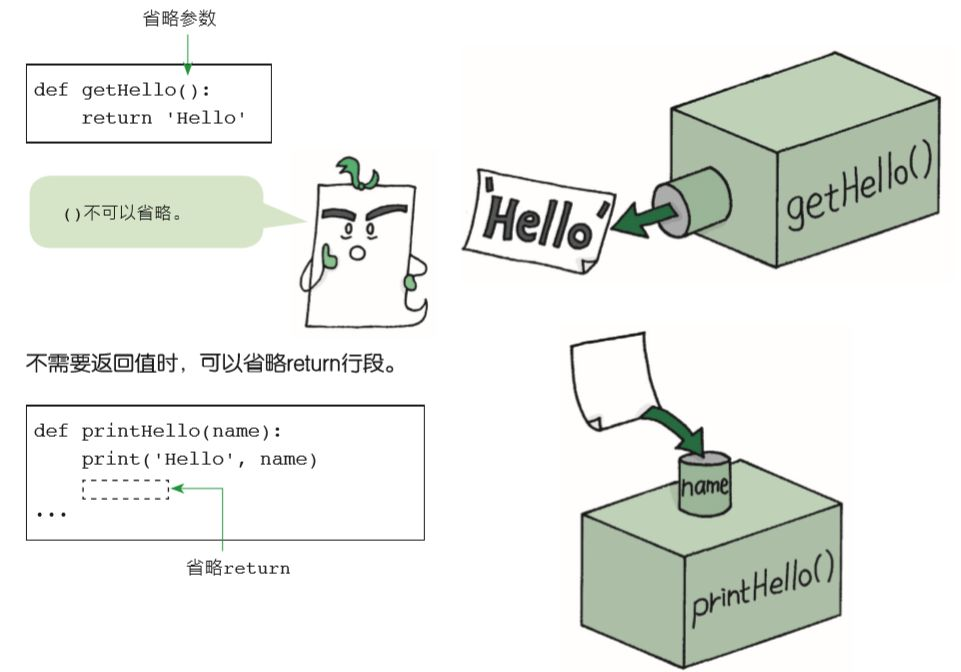 省略参数
def getHello():
    return 'Hello'
()不可以省略。
'Hello'
getHello()
不需要返回值时，可以省略return行段。
def printHello(name):
    print('Hello', name)
...
省略return
name
printHello()